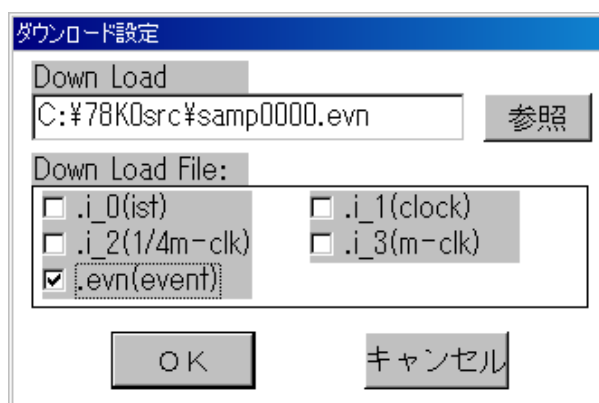 ダウンロード設定
Down Load
C:¥78K0src¥samp0000.evn
参照
Down Load File:
.i_0(ist)
.i_1(clock)
.i_2(1/4m-clk)
.i_3(m-clk)
.evn(event)
OK
キャンセル